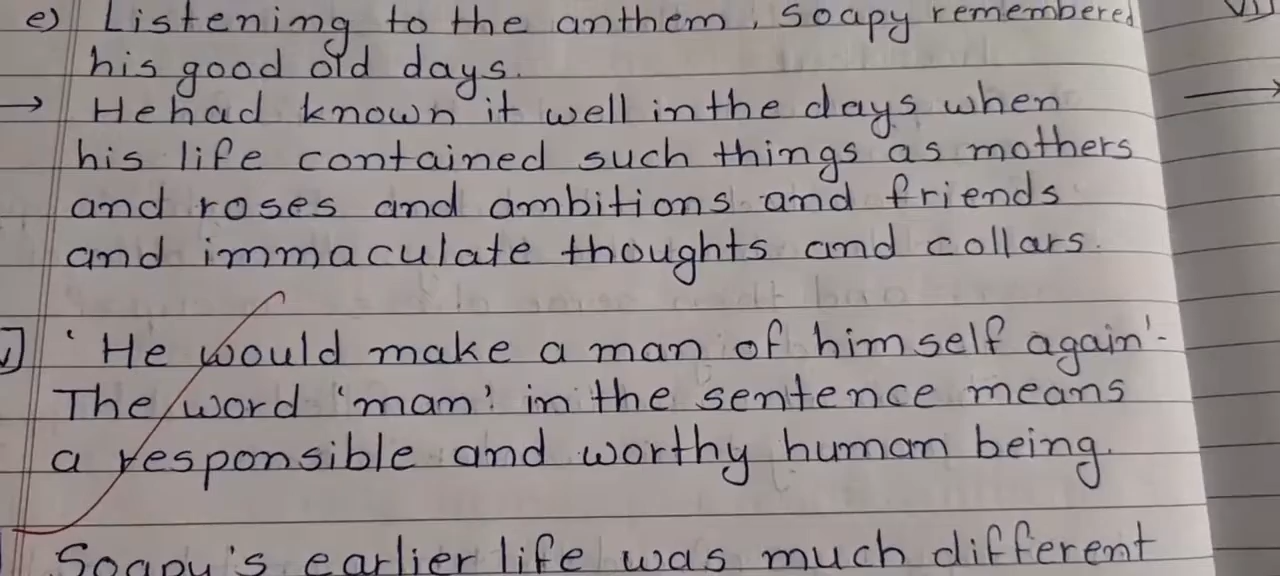 e) Listening to the anthem, Soapy remembered
his good old days.
→ He had known it well in the days when
his life contained such things as mothers
and roses and ambitions and friends
and immaculate thoughts and collars.
'He would make a man of himself again'-
The word 'man' in the sentence means
a responsible and worthy human being.
Soapy's earlier life was much different